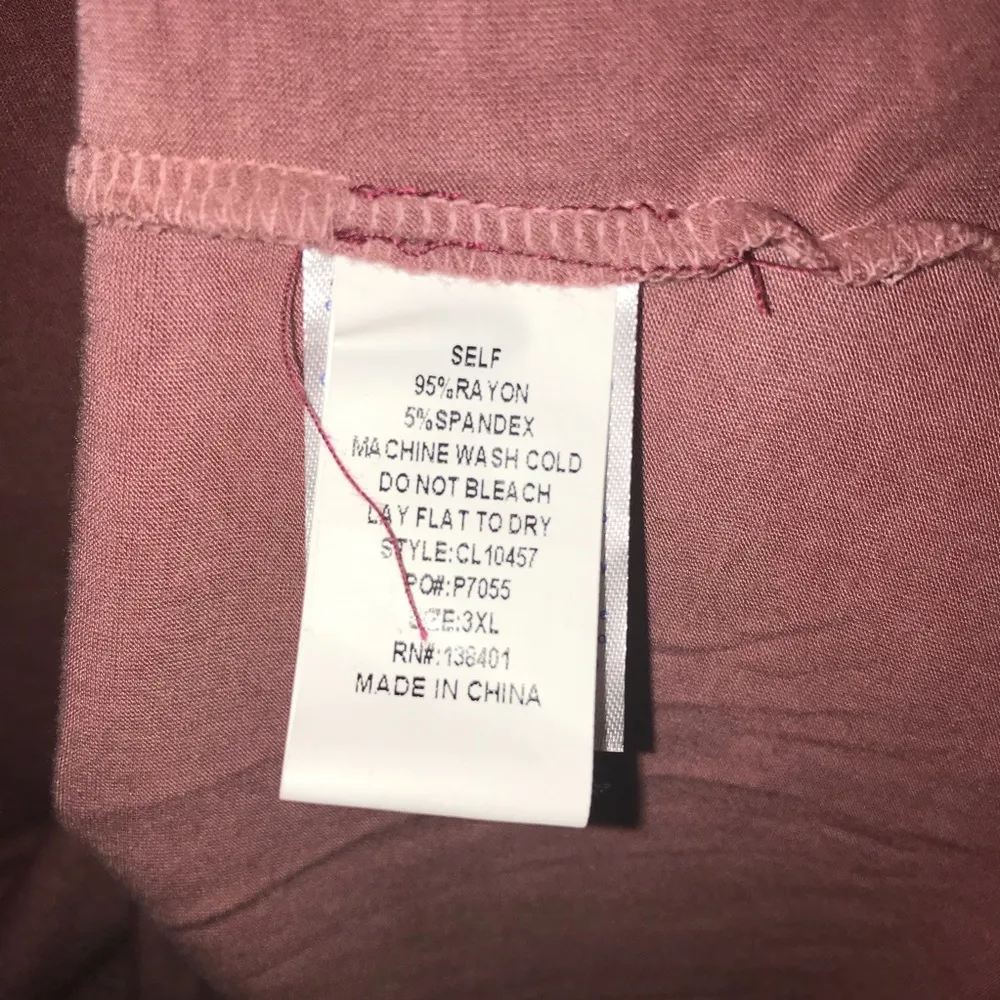 SELF
95%RAYON
5%SPANDEX
MACHINE WASH COLD
DO NOT BLEACH
LAY FLAT TO DRY
STYLE:CL10457
PO#:P7055
SIZE:3XL
RN#:138401
MADE IN CHINA